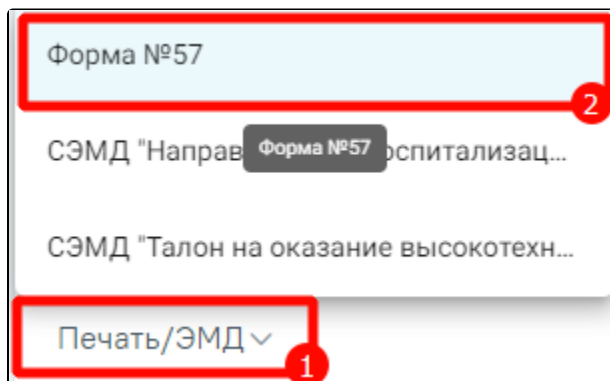 Форма №57
2
СЭМД "Направ Форма №57 оспитализац...
СЭМД "Талон на оказание высокотехн...
Печать/ЭМД
1